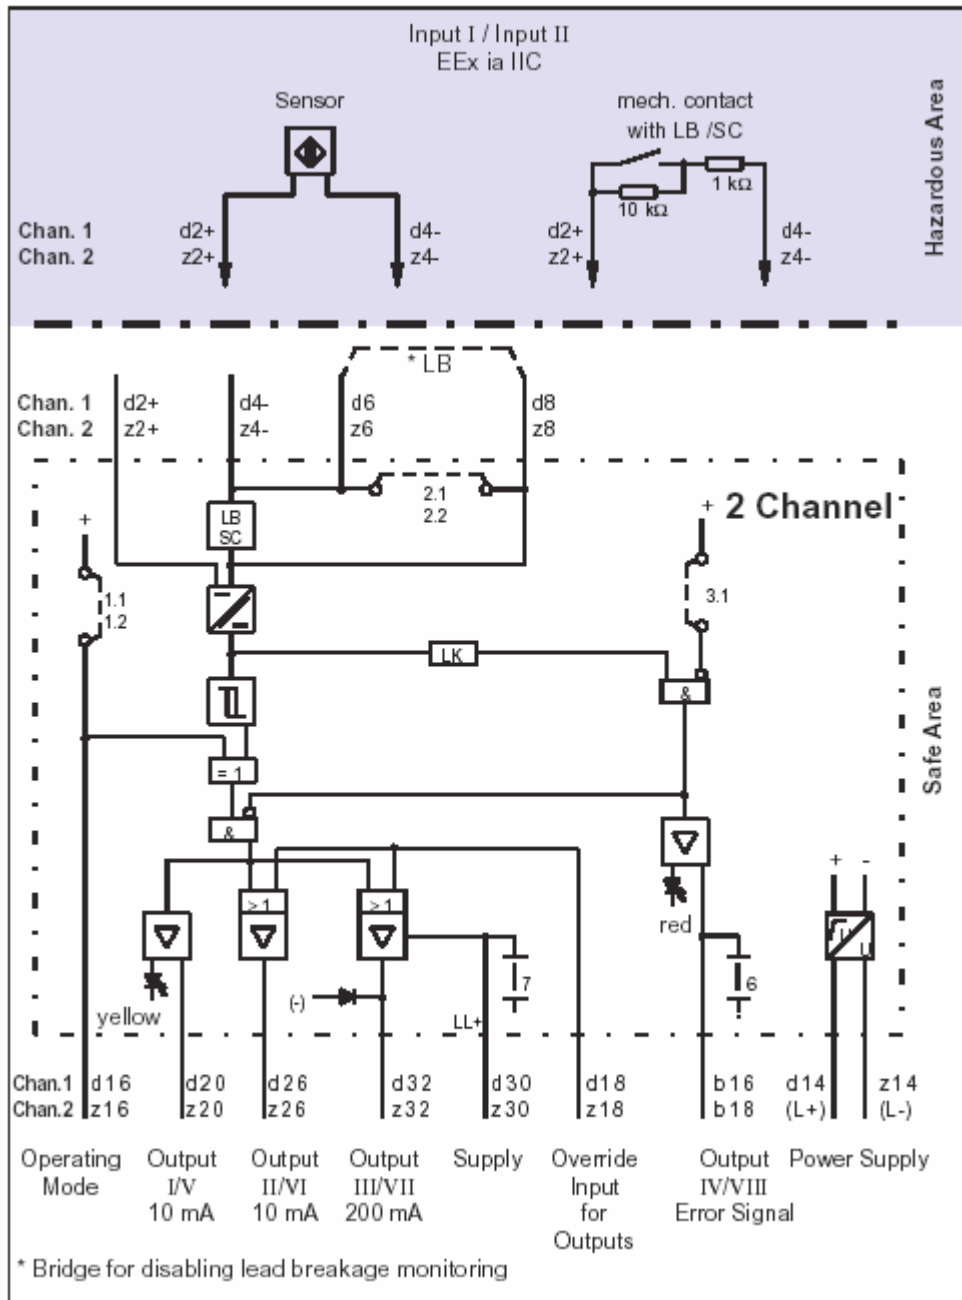 Input I / Input II
EEx ia IIC
Hazardous Area
Sensor
mech. contact
with LB /SC
1 kΩ
10 kΩ
Chan. 1 d2+ d4- d2+ d4-
Chan. 2 z2+ z4- z2+ z4-
* LB
Chan. 1 d2+ d4- d6 d8
Chan. 2 z2+ z4- z6 z8
2.1
2.2
+ LB + 2 Channel
SC
1.1
1.2
3.1
LK
&
Safe Area
= 1
&
+ -
>1 >1
red
U
U
7 6
(-)
yellow
LL+
Chan.1 d16 d20 d26 d32 d30 d18 b16 d14 z14
Chan.2 z16 z20 z26 z32 z30 z18 b18 (L+) (L-)
Operating Output Output Output Supply Override Output Power Supply
Mode I/V II/VI III/VII Input IV/VIII
10 mA 10 mA 200 mA for Error Signal
Outputs
* Bridge for disabling lead breakage monitoring